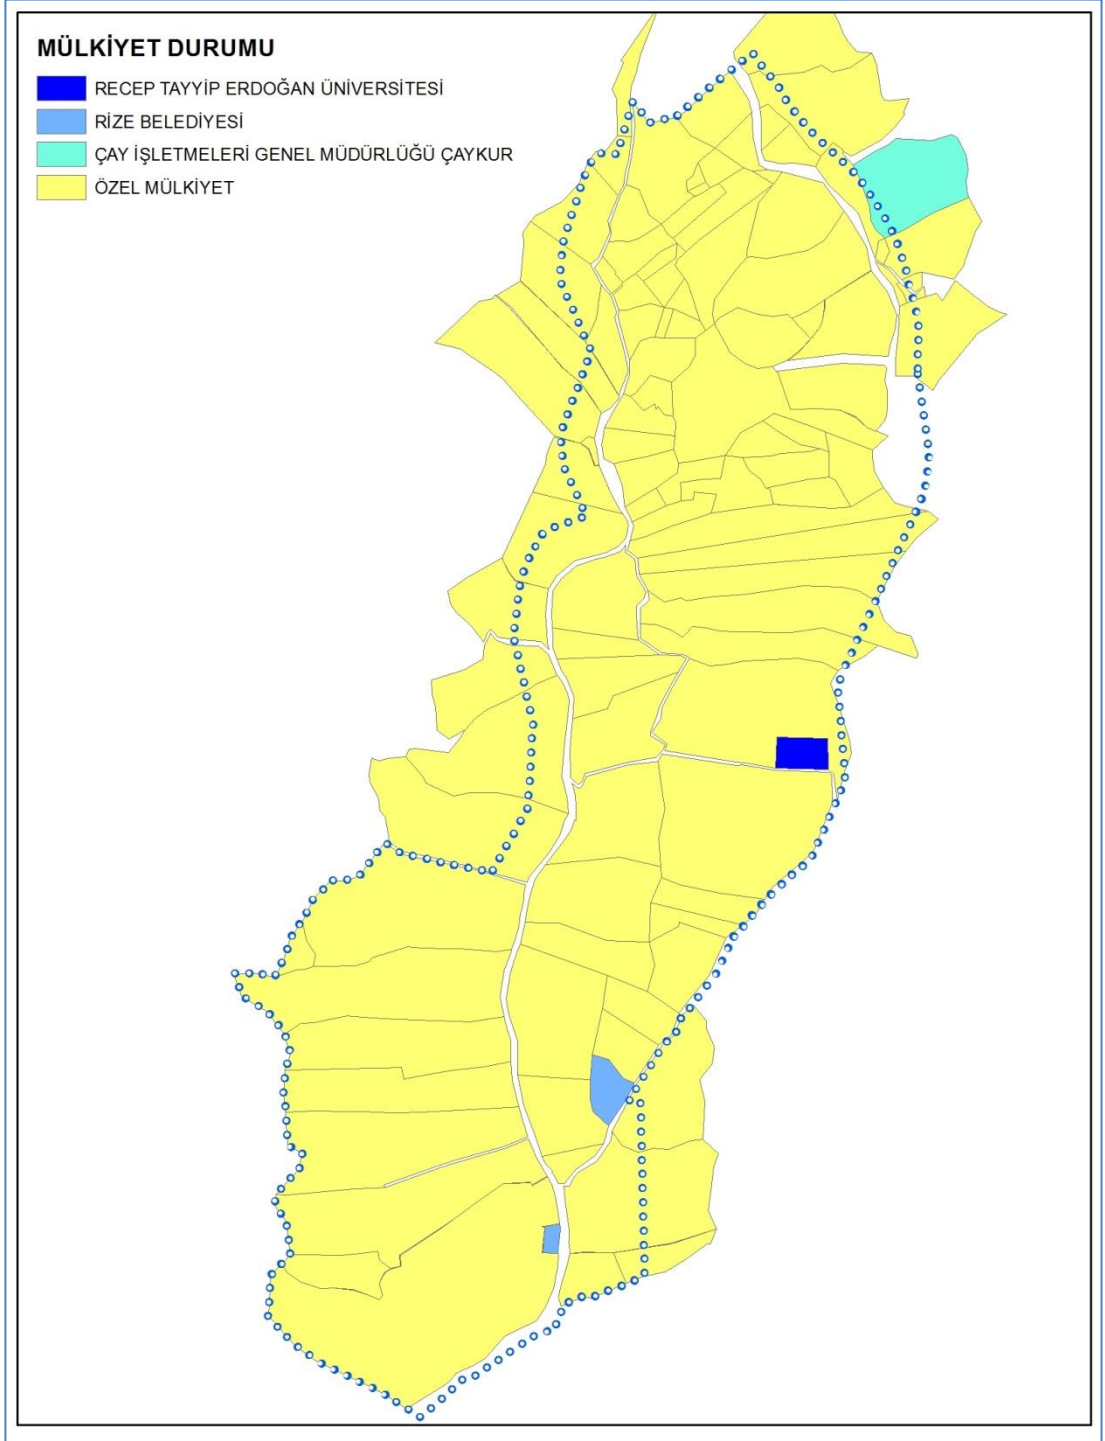 MÜLKİYET DURUMU
RECEP TAYYİP ERDOĞAN ÜNİVERSİTESİ
RİZE BELEDİYESİ
ÇAY İŞLETMELERİ GENEL MÜDÜRLÜĞÜ ÇAYKUR
ÖZEL MÜLKİYET